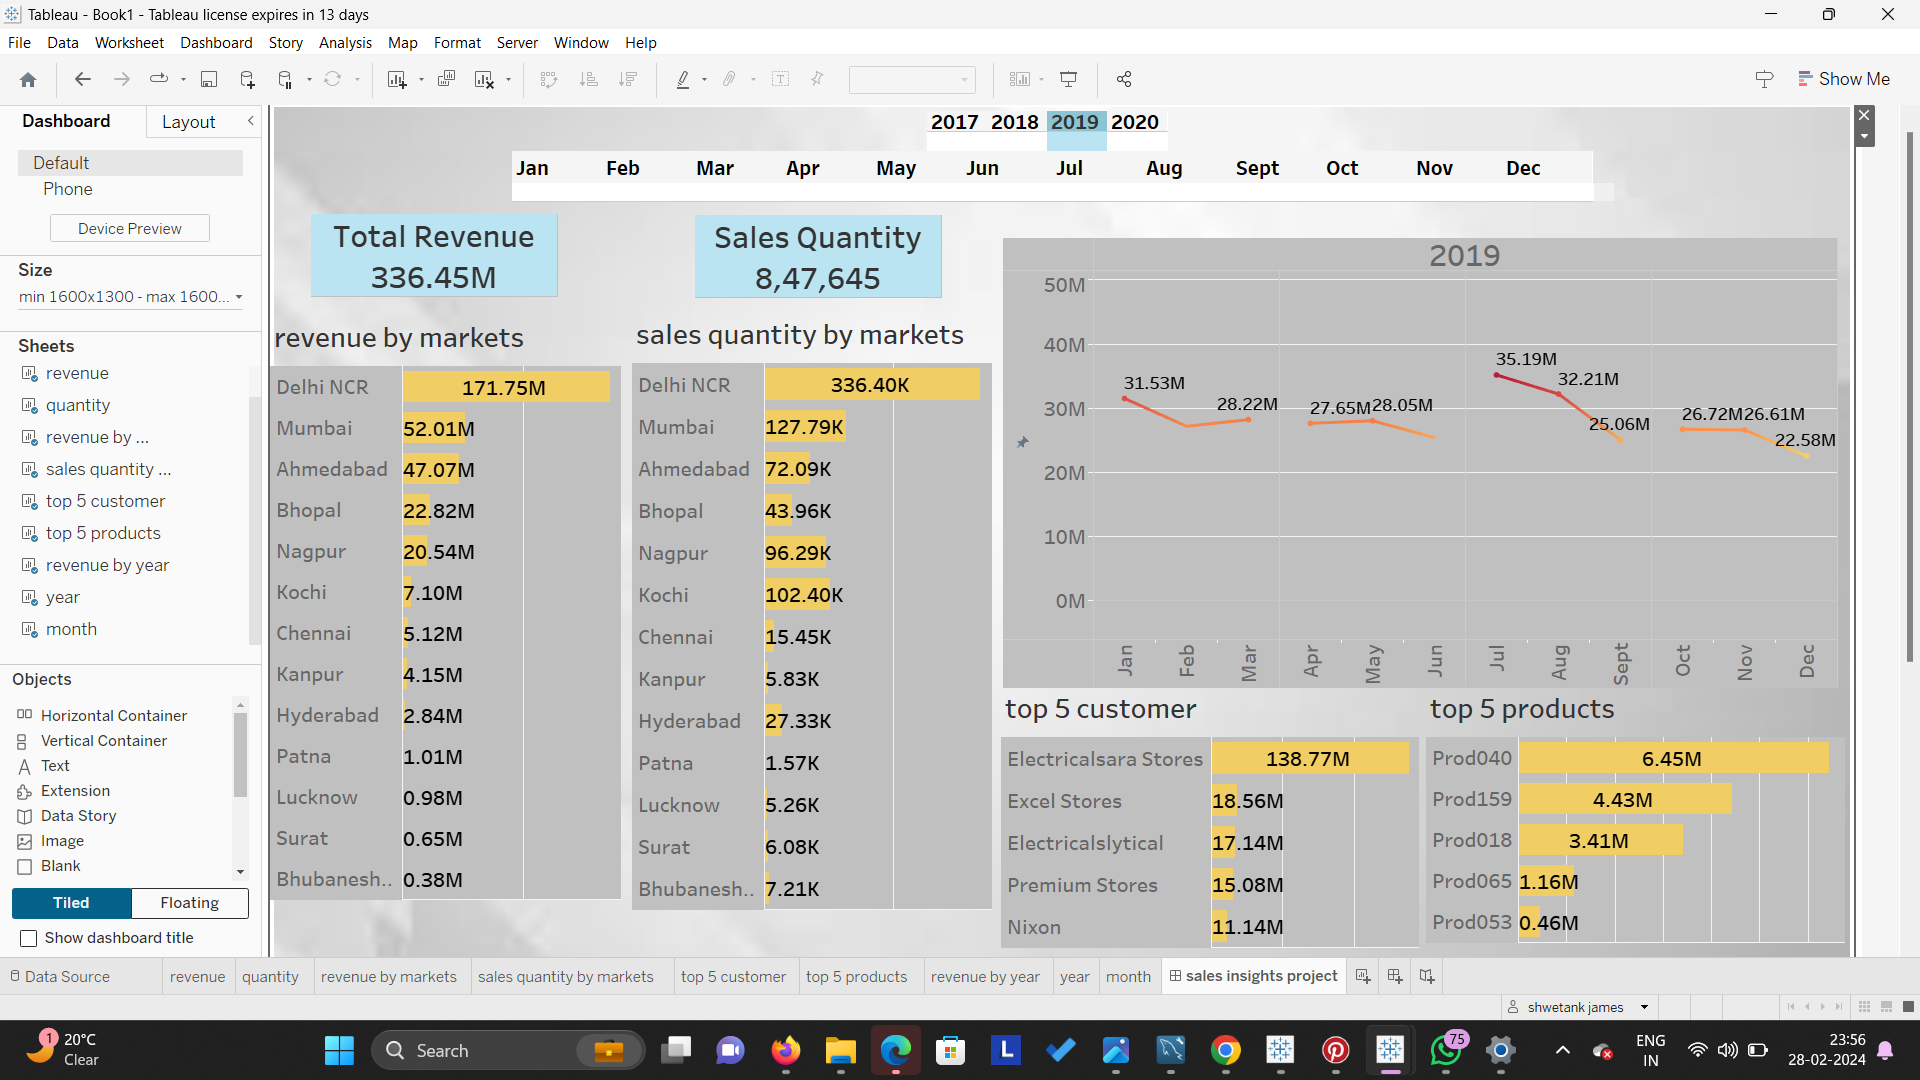 Tableau - Book1 - Tableau license expires in 13 days
File Data Worksheet Dashboard Story Analysis Map Format Server Window Help
Show Me
Dashboard Layout
Default
Phone
Device Preview
Size
min 1600x1300 - max 1600...
Sheets
revenue
quantity
revenue by ...
sales quantity ...
top 5 customer
top 5 products
revenue by year
year
month
Objects
Horizontal Container
Vertical Container
Text
Extension
Data Story
Image
Blank
Tiled Floating
Show dashboard title
2017 2018 2019 2020
Jan Feb Mar Apr May Jun Jul Aug Sept Oct Nov Dec
Total Revenue
336.45M
Sales Quantity
8,47,645
revenue by markets
Delhi NCR 171.75M
Mumbai 52.01M
Ahmedabad 47.07M
Bhopal 22.82M
Nagpur 20.54M
Kochi 7.10M
Chennai 5.12M
Kanpur 4.15M
Hyderabad 2.84M
Patna 1.01M
Lucknow 0.98M
Surat 0.65M
Bhubanesh.. 0.38M
sales quantity by markets
Delhi NCR 336.40K
Mumbai 127.79K
Ahmedabad 72.09K
Bhopal 43.96K
Nagpur 96.29K
Kochi 102.40K
Chennai 15.45K
Kanpur 5.83K
Hyderabad 27.33K
Patna 1.57K
Lucknow 5.26K
Surat 6.08K
Bhubanesh.. 7.21K
2019
50M
40M
30M
20M
10M
0M
31.53M 28.22M 27.65M 28.05M 35.19M 32.21M 25.06M 26.72M 26.61M 22.58M
Jan Feb Mar Apr May Jun Jul Aug Sept Oct Nov Dec
top 5 customer
Electricalsara Stores 138.77M
Excel Stores 18.56M
Electricalslytical 17.14M
Premium Stores 15.08M
Nixon 11.14M
top 5 products
Prod040 6.45M
Prod159 4.43M
Prod018 3.41M
Prod065 1.16M
Prod053 0.46M
Data Source revenue quantity revenue by markets sales quantity by markets top 5 customer top 5 products revenue by year year month sales insights project
shwetank james
1
20°C
Clear
Search
L
75
ENG
IN
23:56
28-02-2024